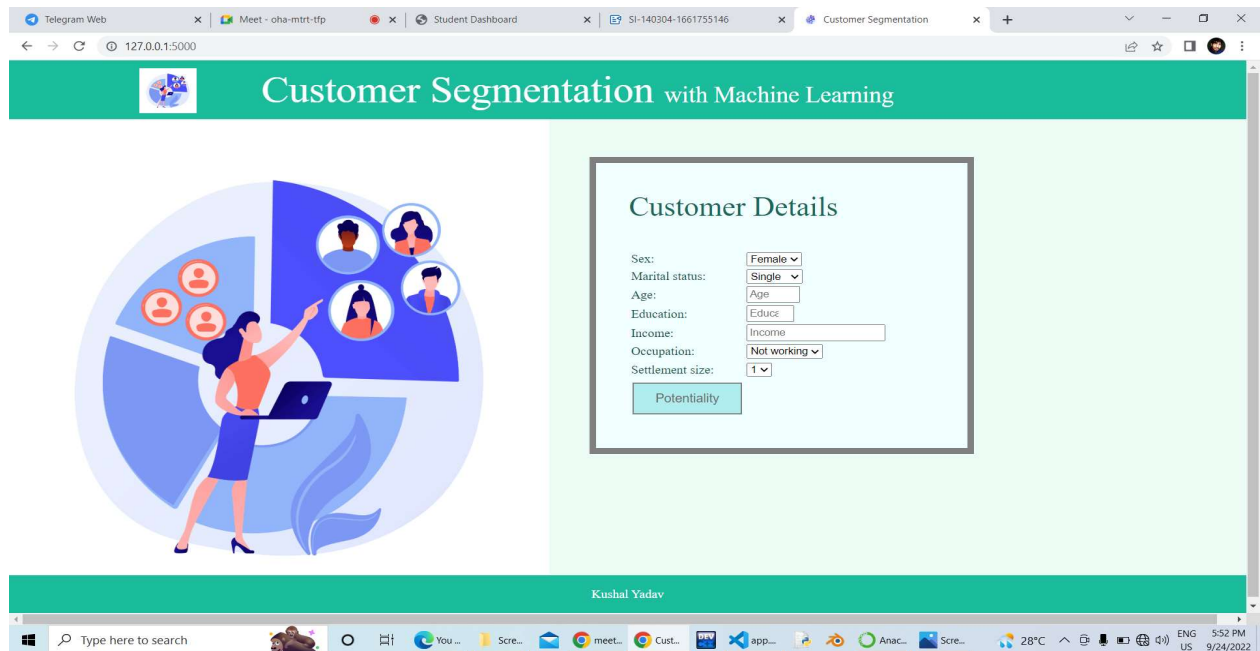 Telegram Web
Meet - oha-mtrt-tfp
Student Dashboard
SI-140304-1661755146
Customer Segmentation
127.0.0.1:5000
Customer Segmentation with Machine Learning
Customer Details
Sex: Female
Marital status: Single
Age: Age
Education: Educa
Income: Income
Occupation: Not working
Settlement size: 1
Potentiality
Kushal Yadav
Type here to search
You ...
Scre...
meet...
Cust...
DEV
app...
Anac...
Scre...
28°C
ENG
US
5:52 PM
9/24/2022